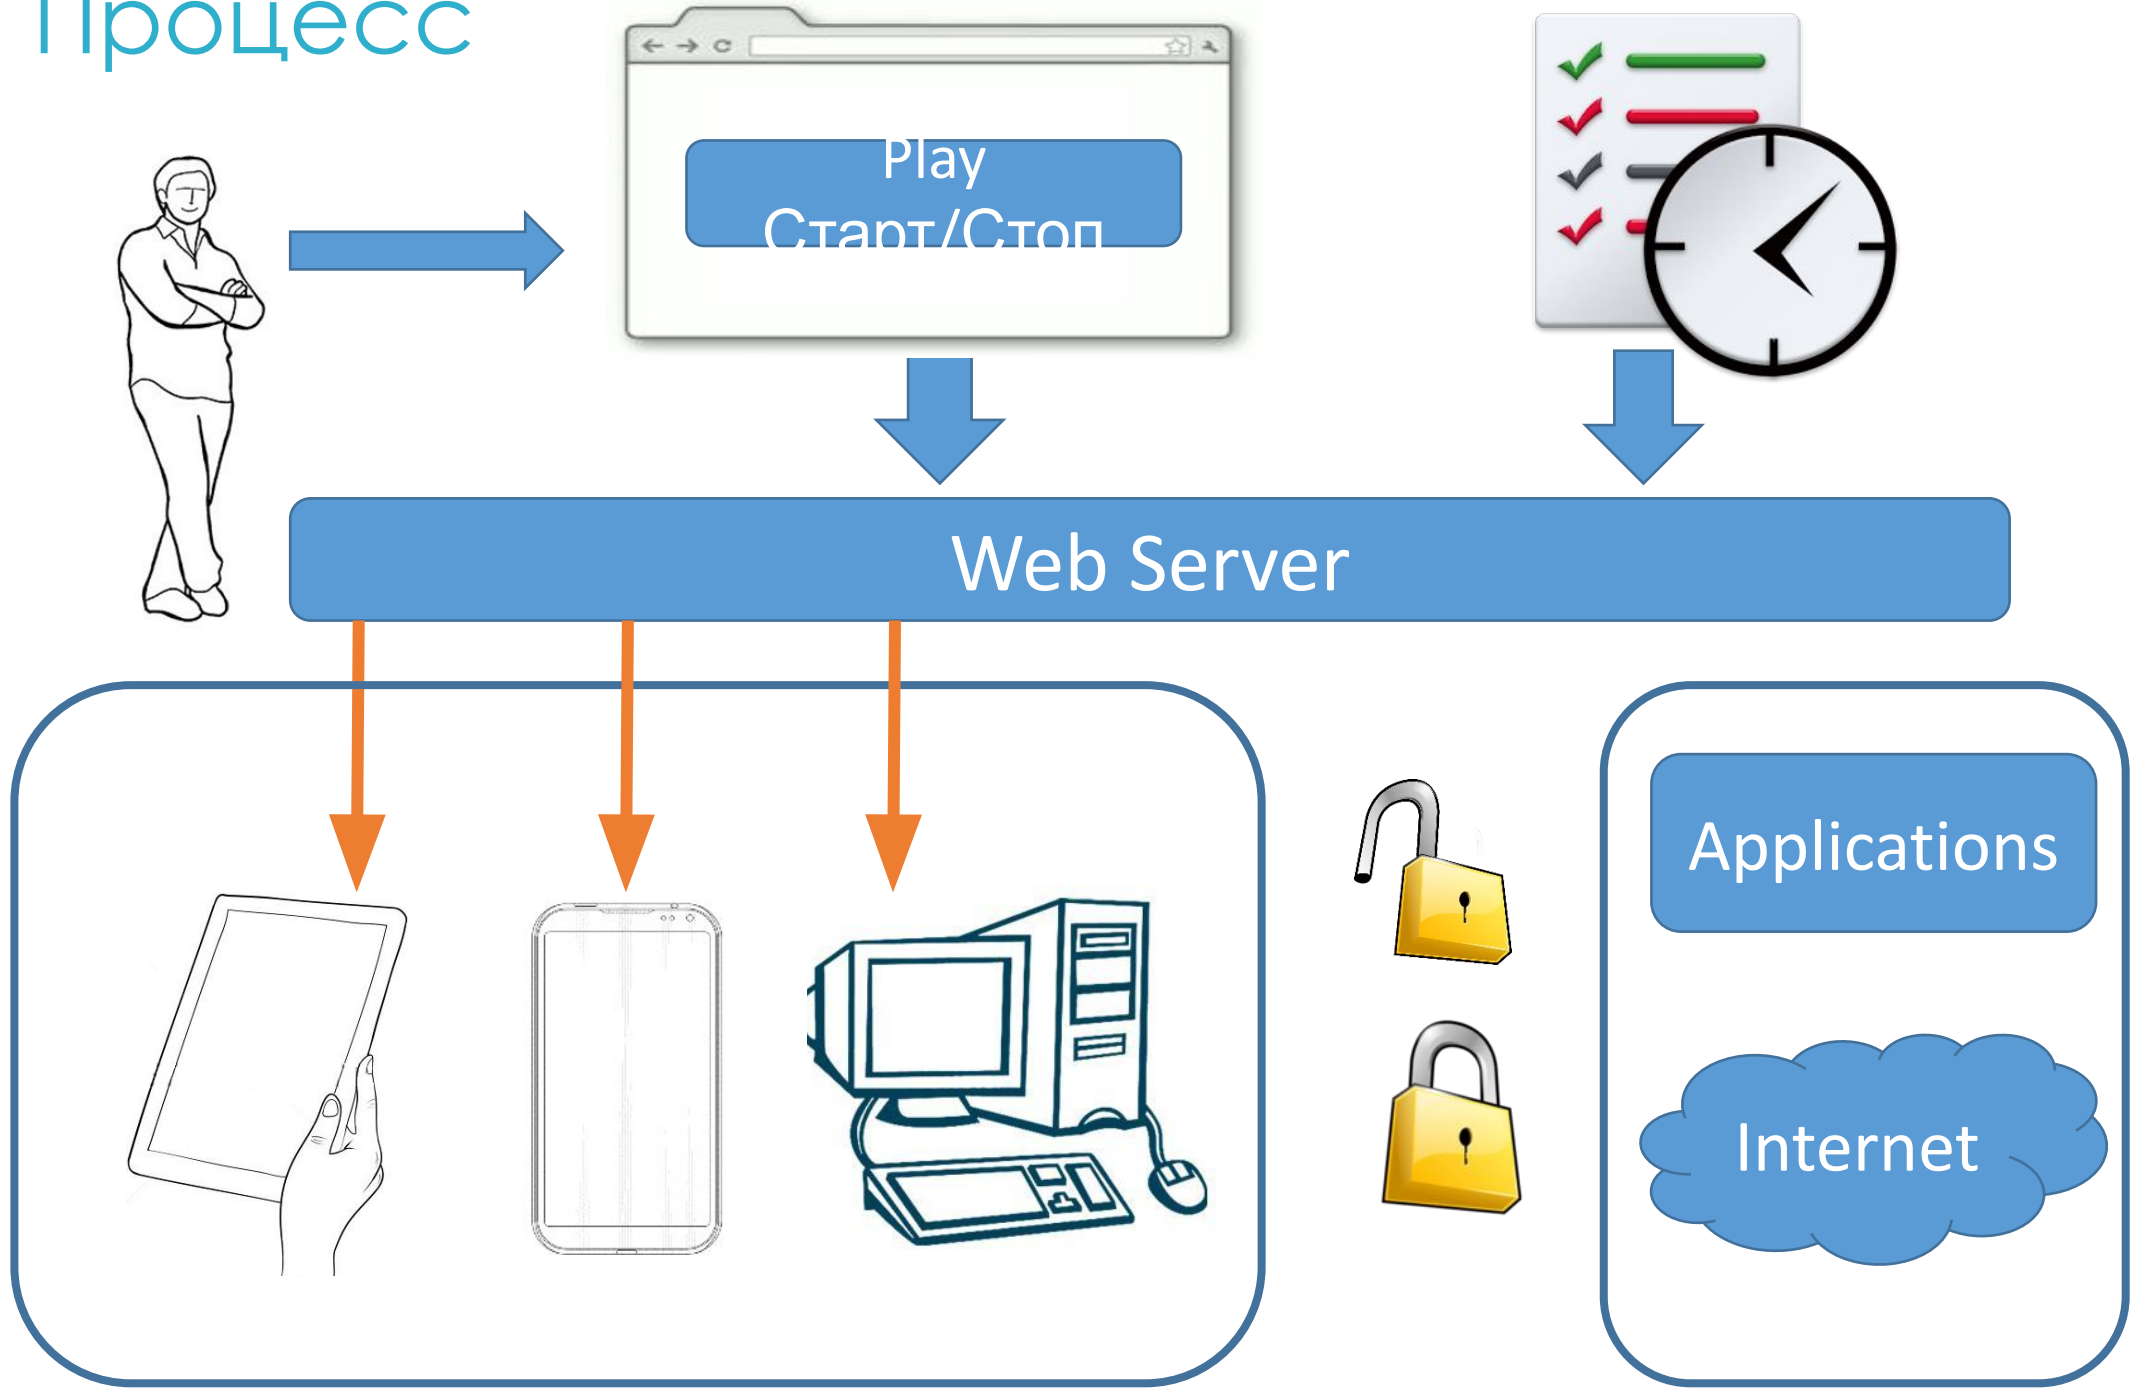 Процесс
Play
Старт/Стоп
Web Server
Applications
Internet